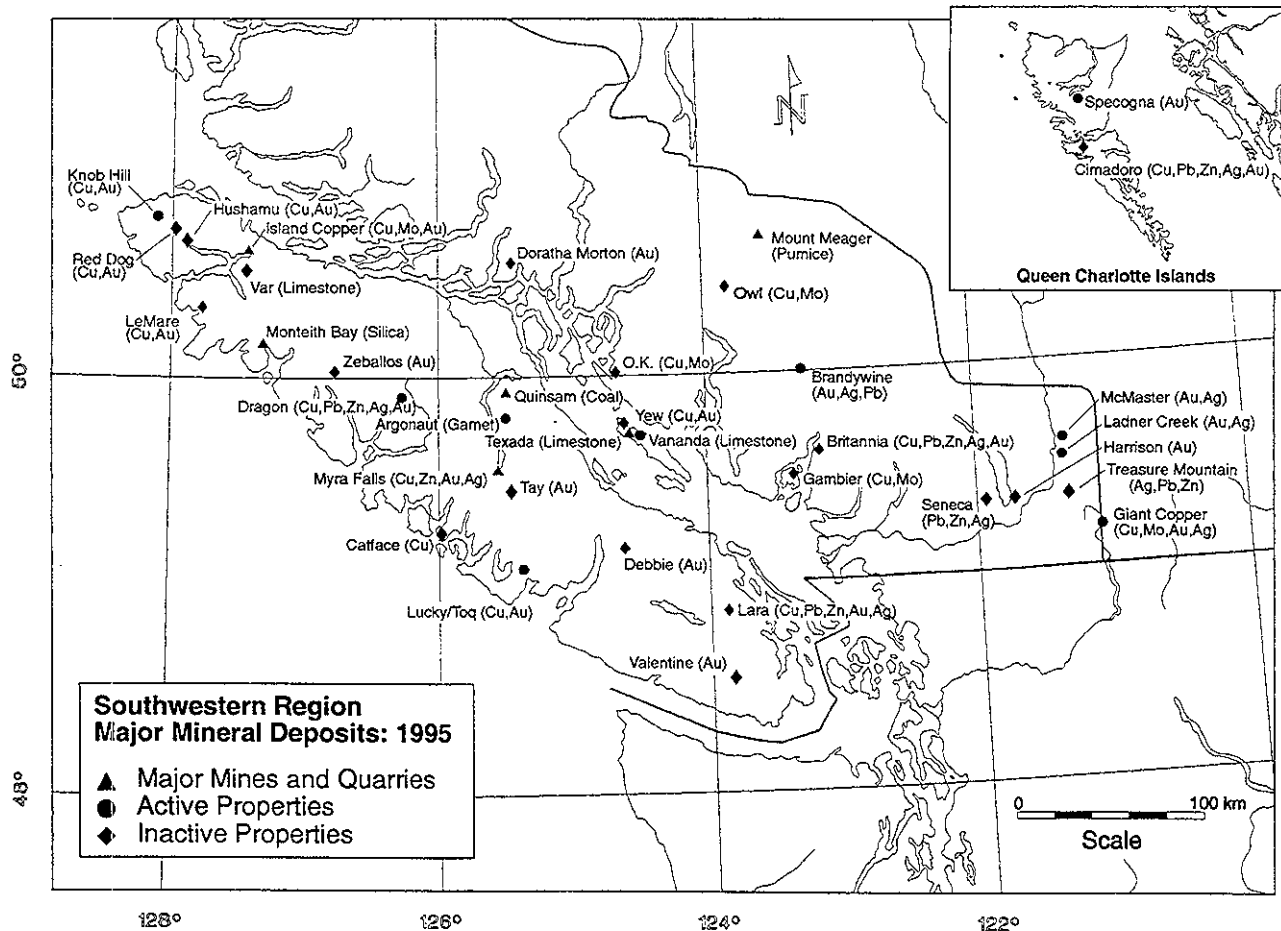 Specogna (Au)
Cimadoro (Cu,Pb,Zn,Ag,Au)
Queen Charlotte Islands
N
Knob Hill
(Cu,Au)
Hushamu (Cu,Au)
Island Copper (Cu,Mo,Au)
Red Dog
(Cu,Au)
Var (Limestone)
LeMare
(Cu,Au)
Monteith Bay (Silica)
Zeballos (Au)
Doratha Morton (Au)
Mount Meager
(Pumice)
Owl (Cu,Mo)
O.K. (Cu,Mo)
Brandywine
(Au,Ag,Pb)
Dragon (Cu,Pb,Zn,Ag,Au)
Quinsam (Coal)
Argonaut (Garnet)
Yew (Cu,Au)
Texada (Limestone)
Vananda (Limestone)
Britannia (Cu,Pb,Zn,Ag,Au)
Gambier (Cu,Mo)
McMaster (Au,Ag)
Ladner Creek (Au,Ag)
Harrison (Au)
Treasure Mountain
(Ag,Pb,Zn)
Seneca
(Pb,Zn,Ag)
Giant Copper
(Cu,Mo,Au,Ag)
Myra Falls (Cu,Zn,Au,Ag)
Tay (Au)
Catface (Cu)
Debbie (Au)
Lucky/Toq (Cu,Au)
Lara (Cu,Pb,Zn,Au,Ag)
Valentine (Au)
Southwestern Region
Major Mineral Deposits: 1995
Major Mines and Quarries
Active Properties
Inactive Properties
0 100 km
Scale
50°
48°
128° 126° 124° 122°